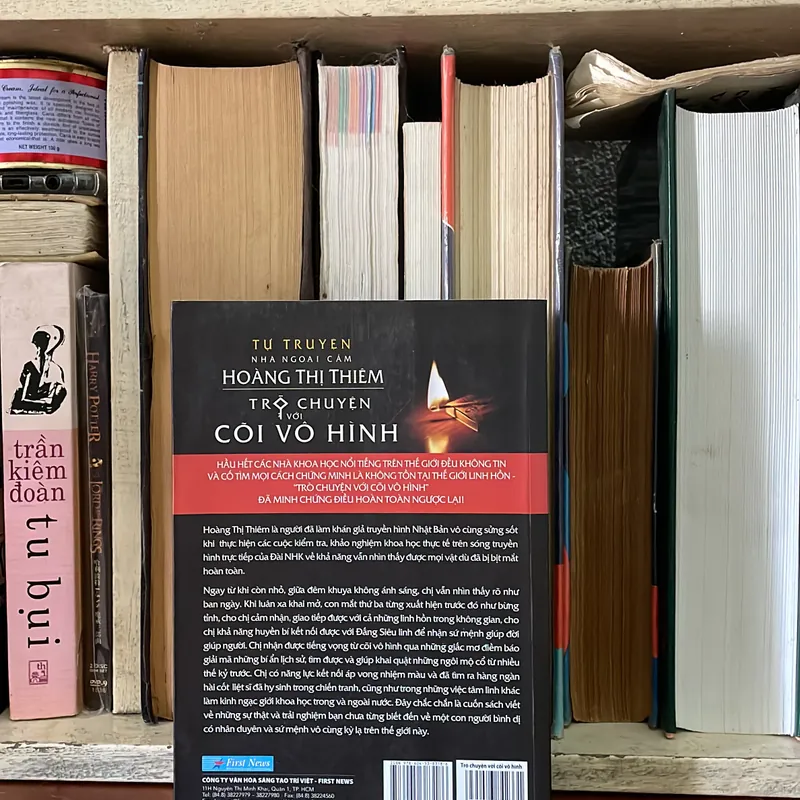 Cream. Ideal for a Perfectionist
NET WEIGHT 150 g
trần
kiêm
đoàn
tu bụi
HARRY POTTER
LORD OF THE RINGS
TỰ TRUYỆN
NHÀ NGOẠI CẢM
HOÀNG THỊ THIÊM
TRÒ CHUYỆN
VỚI
CÕI VÔ HÌNH
HẦU HẾT CÁC NHÀ KHOA HỌC NỔI TIẾNG TRÊN THẾ GIỚI ĐỀU KHÔNG TIN
VÀ CỐ TÌM MỌI CÁCH CHỨNG MINH LÀ KHÔNG TỒN TẠI THẾ GIỚI LINH HỒN -
"TRÒ CHUYỆN VỚI CÕI VÔ HÌNH"
ĐÃ MINH CHỨNG ĐIỀU HOÀN TOÀN NGƯỢC LẠI!
Hoàng Thị Thiêm là người đã làm khán giả truyền hình Nhật Bản vô cùng sửng sốt
khi thực hiện các cuộc kiểm tra, khảo nghiệm khoa học thực tế trên sóng truyền
hình trực tiếp của Đài NHK về khả năng vẫn nhìn thấy được mọi vật dù đã bị bịt mắt
hoàn toàn.
Ngay từ khi còn nhỏ, giữa đêm khuya không ánh sáng, chị vẫn nhìn thấy rõ như
ban ngày. Khi luân xa khai mở, con mắt thứ ba từng xuất hiện trước đó như bừng
tỉnh, cho chị cảm nhận, giao tiếp được với cả những linh hồn trong không gian, cho
chị khả năng huyền bí kết nối được với Đấng Siêu linh để nhận sứ mệnh giúp đời
giúp người. Chị nhận được tiếng vọng từ cõi vô hình qua những giấc mơ điềm báo
giải mã những bí ẩn lịch sử, tìm được và giúp khai quật những ngôi mộ cổ từ nhiều
thế kỷ trước. Chị có năng lực kết nối áp vong nhiệm màu và đã tìm ra hàng ngàn
hài cốt liệt sĩ đã hy sinh trong chiến tranh, cũng như trong những việc tâm linh khác
làm kinh ngạc giới khoa học trong và ngoài nước. Đây chắc chắn là cuốn sách viết
về những sự thật và trải nghiệm bạn chưa từng biết đến về một con người bình dị
có nhân duyên và sứ mệnh vô cùng kỳ lạ trên thế giới này.
First News
CÔNG TY VĂN HÓA SÁNG TẠO TRÍ VIỆT - FIRST NEWS
11H Nguyễn Thị Minh Khai, Quận 1, TP. HCM
Tel: (84.8) 38227979 - 38227980 Fax: (84.8) 38224560
Trò chuyện với cõi vô hình